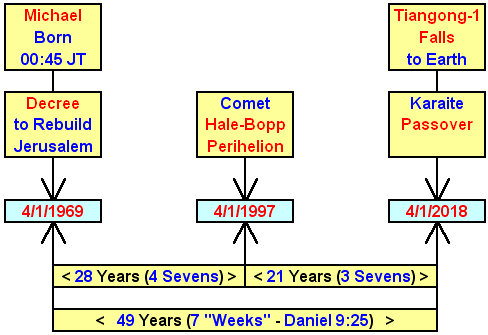 Michael
Born
00:45 JT
Tiangong-1
Falls
to Earth
Decree
to Rebuild
Jerusalem
Comet
Hale-Bopp
Perihelion
Karaite
Passover
4/1/1969
4/1/1997
4/1/2018
< 28 Years (4 Sevens) >
< 21 Years (3 Sevens) >
< 49 Years (7 "Weeks" - Daniel 9:25) >